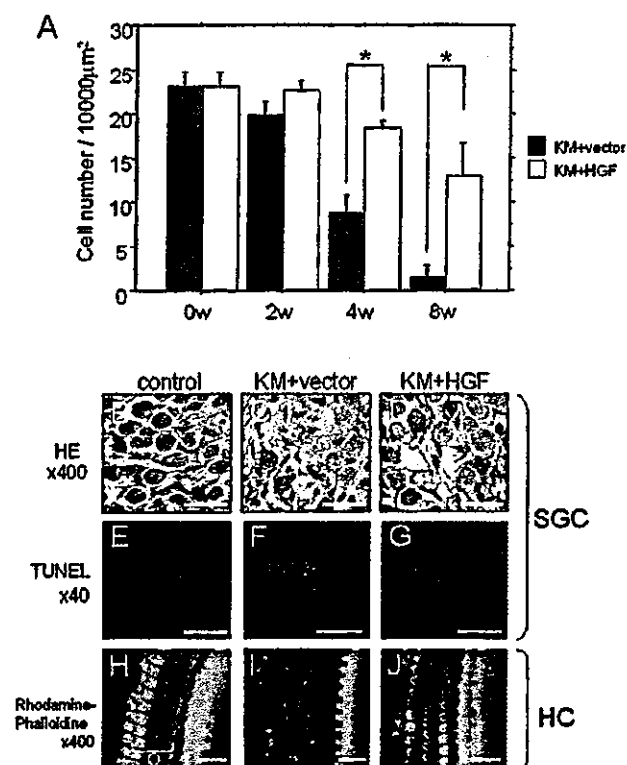 A
Cell number / 10000μm²
30
25
20
15
10
5
0
*
*
KM+vector
KM+HGF
0w 2w 4w 8w
control KM+vector KM+HGF
HE
x400
SGC
E F G
TUNEL
x40
H I J
Rhodamine-
Phalloidine
x400
HC